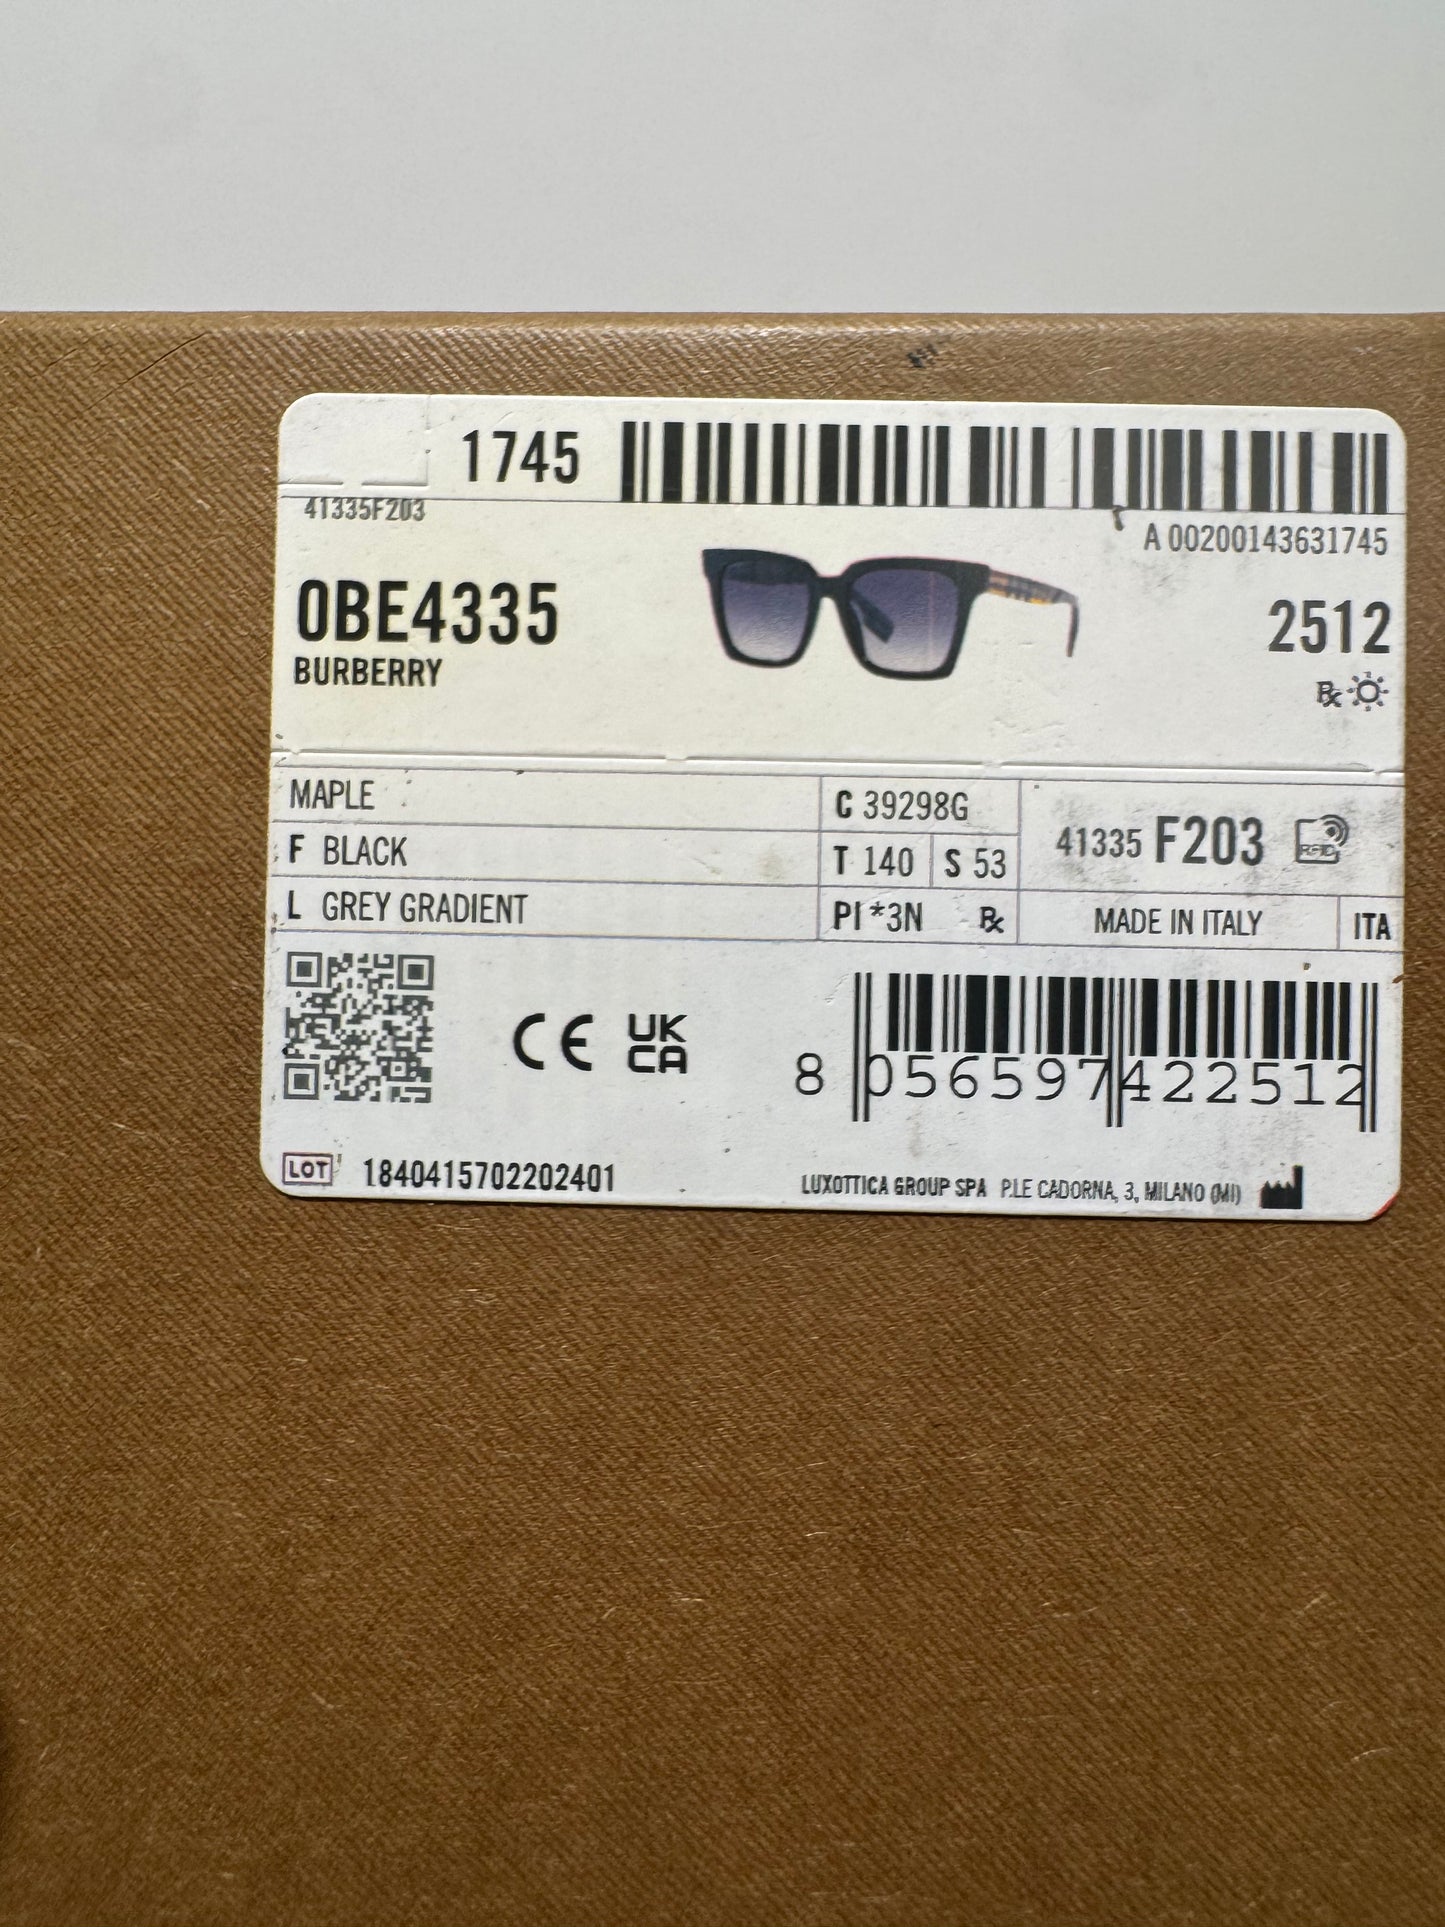 1745
41335F203
A 00200143631745
0BE4335
BURBERRY
2512
Rx
MAPLE
C 39298G
41335 F203
RFID
F BLACK
T 140
S 53
L GREY GRADIENT
PI *3N Rx
MADE IN ITALY
ITA
CE UK
CA
8 056597 422512
LOT 1840415702202401
LUXOTTICA GROUP SPA P.LE CADORNA, 3, MILANO (MI)